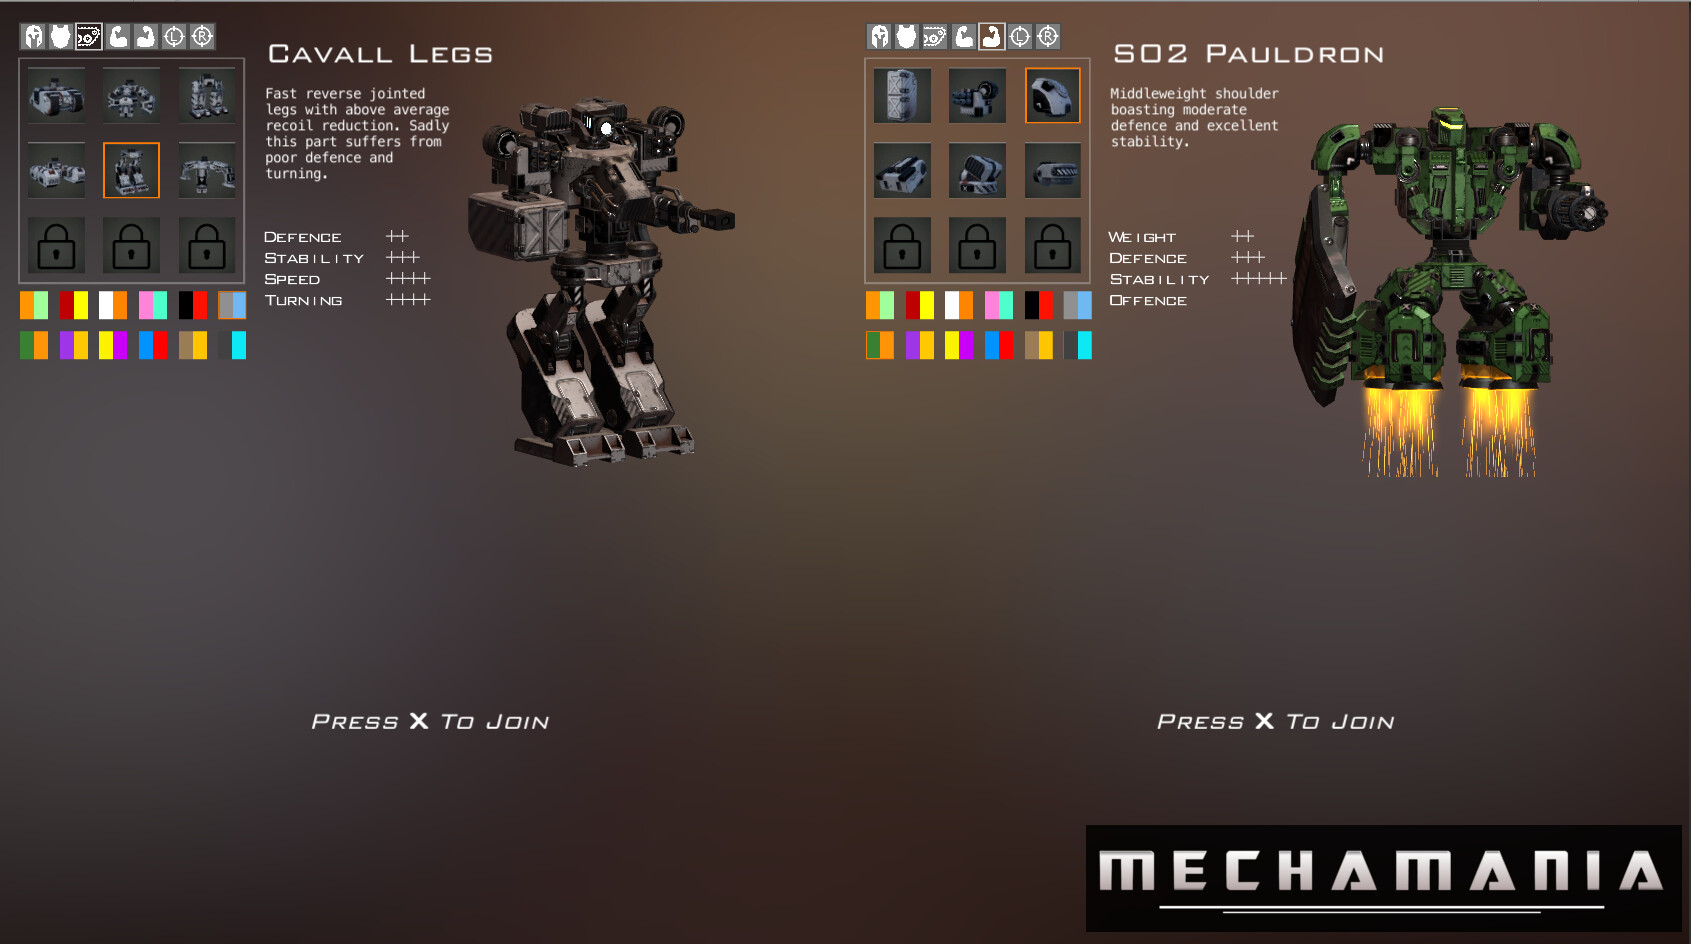 L R
CAVALL LEGS
Fast reverse jointed
legs with above average
recoil reduction. Sadly
this part suffers from
poor defence and
turning.
DEFENCE ++
STABILITY +++
SPEED ++++
TURNING ++++
PRESS X TO JOIN
L R
S02 PAULDRON
Middleweight shoulder
boasting moderate
defence and excellent
stability.
WEIGHT ++
DEFENCE +++
STABILITY +++++
OFFENCE
PRESS X TO JOIN
MECHAMANIA